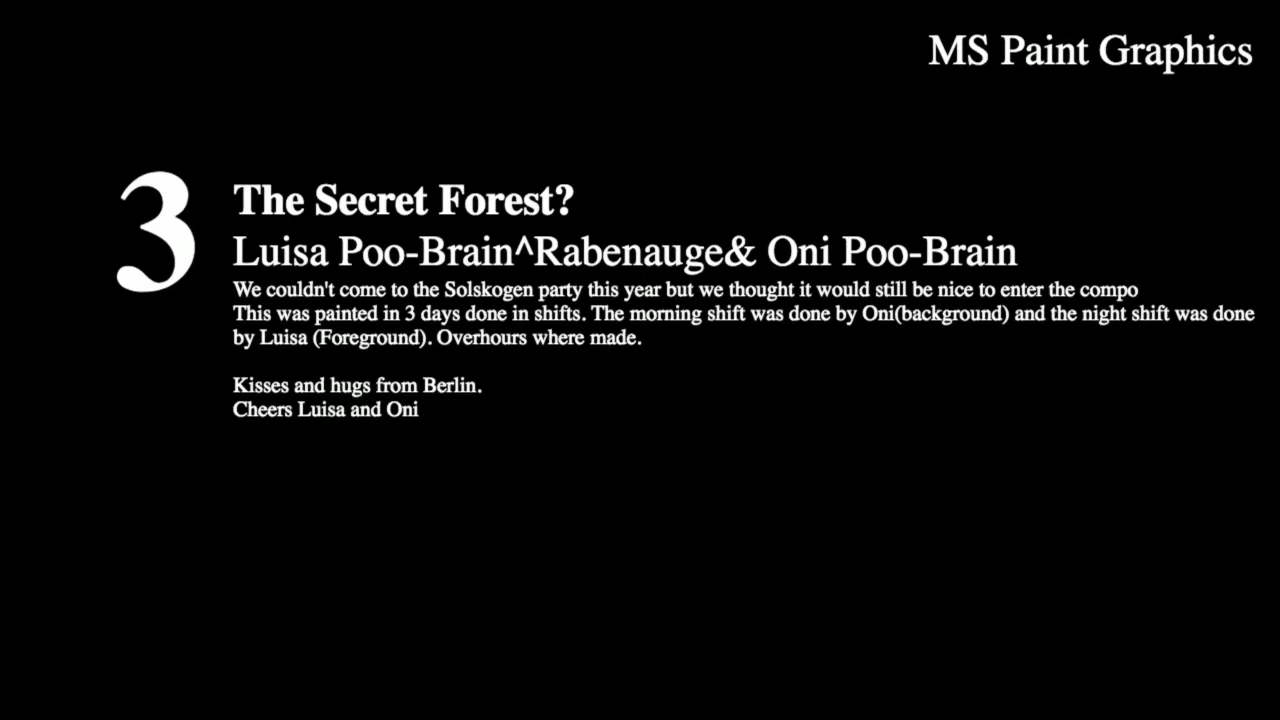 MS Paint Graphics
3
The Secret Forest?
Luisa Poo-Brain^Rabenauge& Oni Poo-Brain
We couldn't come to the Solskogen party this year but we thought it would still be nice to enter the compo
This was painted in 3 days done in shifts. The morning shift was done by Oni(background) and the night shift was done
by Luisa (Foreground). Overhours where made.
Kisses and hugs from Berlin.
Cheers Luisa and Oni